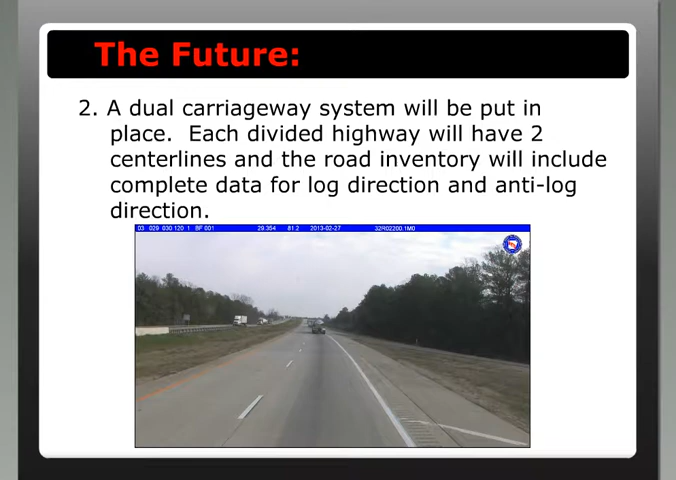 The Future:
2. A dual carriageway system will be put in
place. Each divided highway will have 2
centerlines and the road inventory will include
complete data for log direction and anti-log
direction.
03 029 030 120 1 BF 001 29.354 81.2 2013-02-27 32R02200.1M0